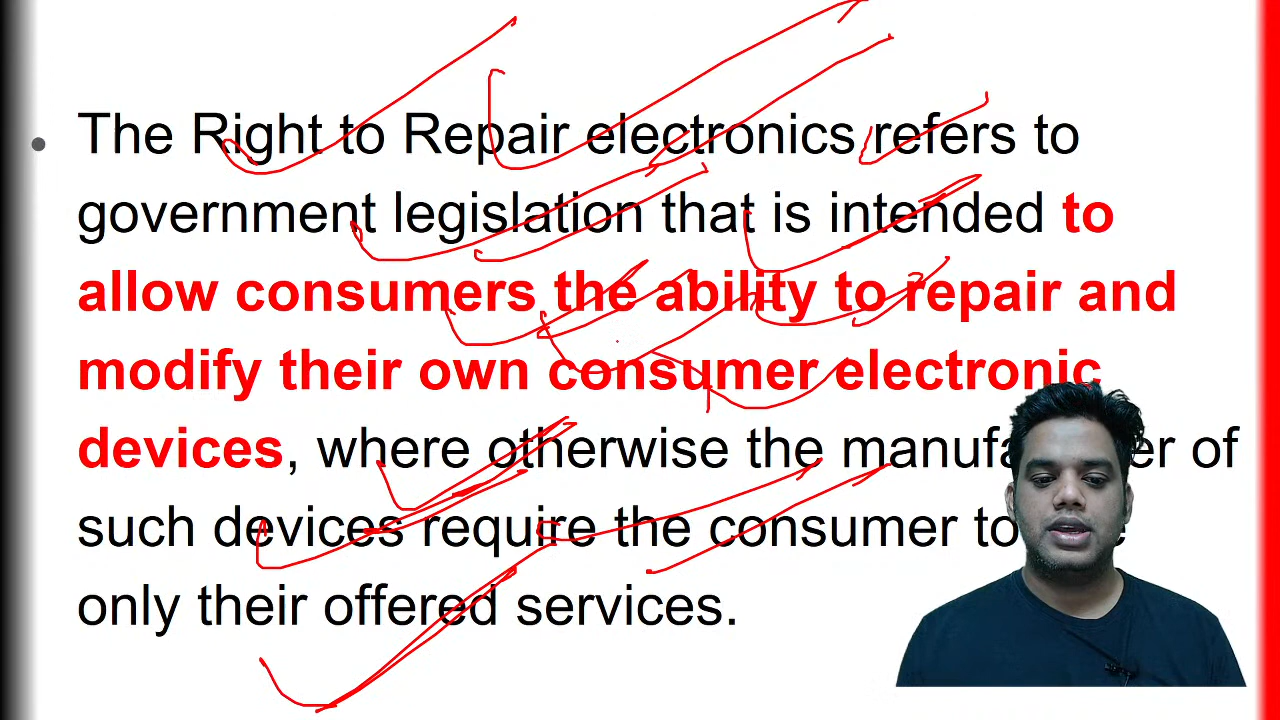 The Right to Repair electronics refers to
government legislation that is intended to
allow consumers the ability to repair and
modify their own consumer electronic
devices, where otherwise the of
such devices require the consumer to
only their offered services.